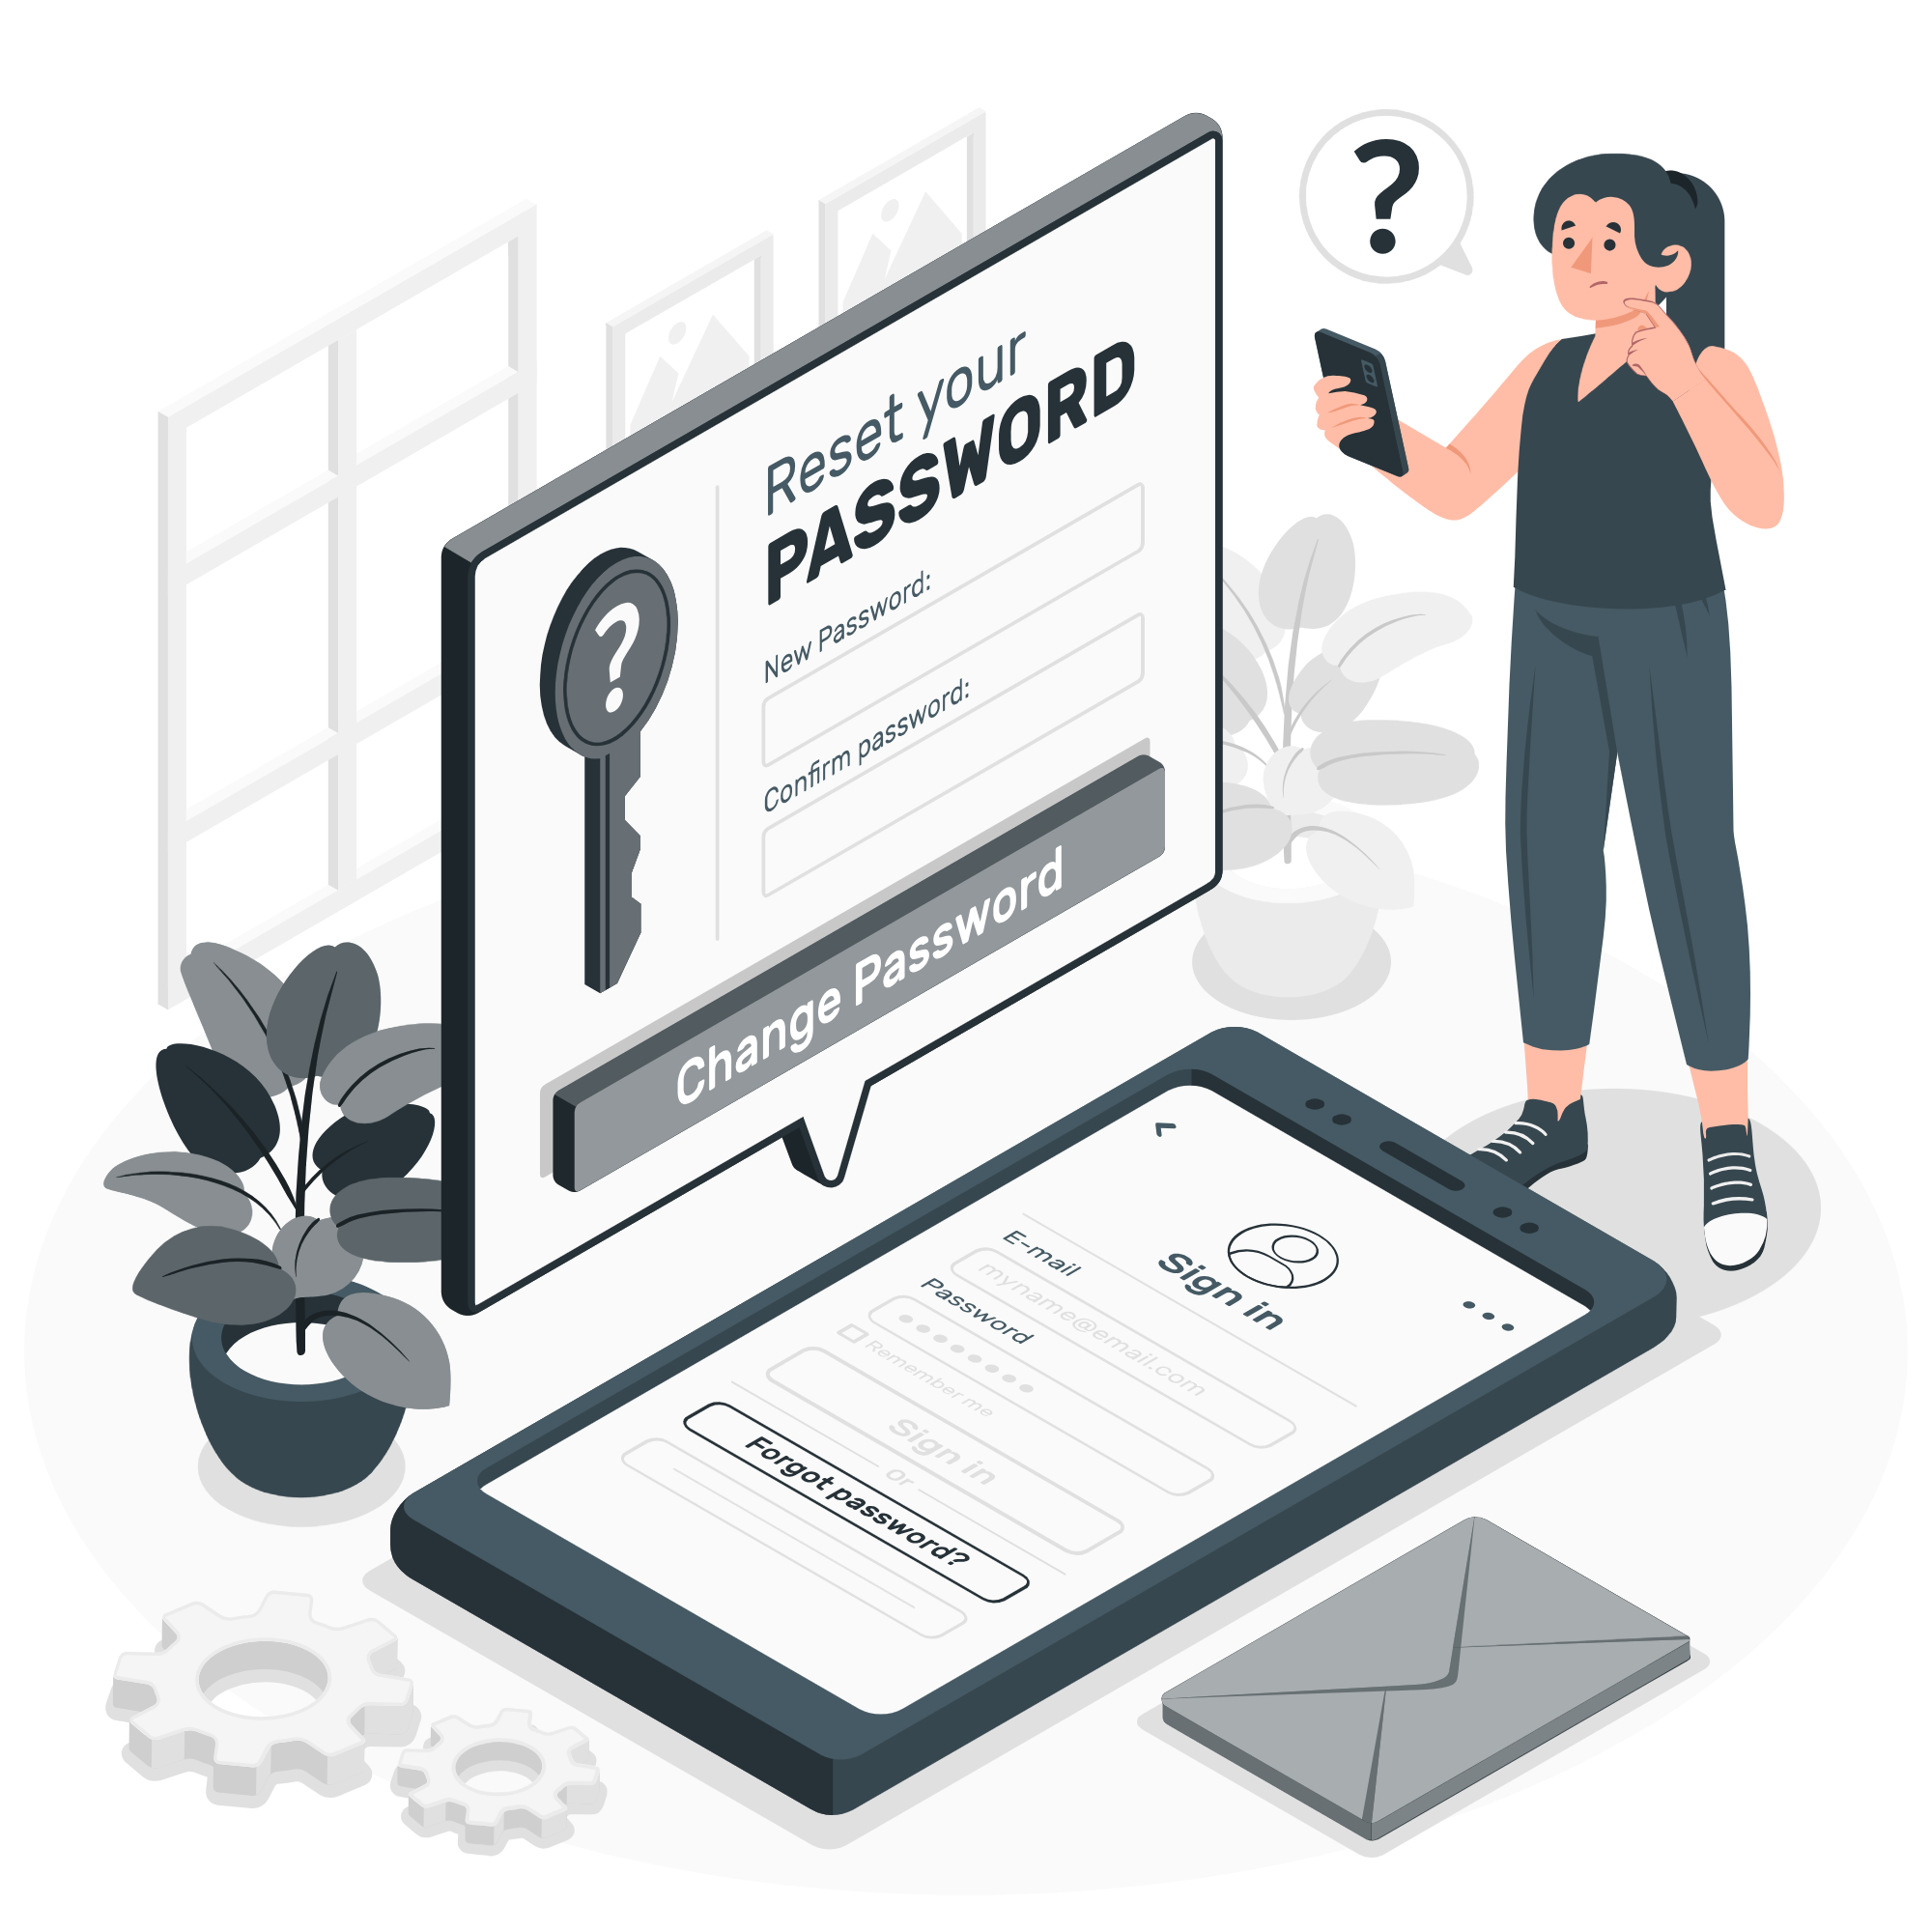 ?
Reset your
PASSWORD
?
New Password:
Confirm password:
Change Password
Sign in
E-mail
myname@email.com
Password
Remember me
Sign in
Or
Forgot password?